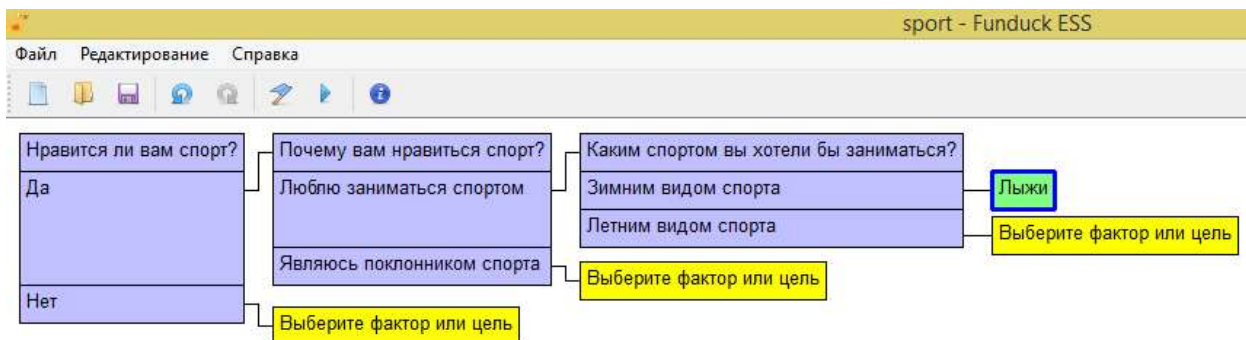 sport - Funduck ESS
Файл Редактирование Справка
Нравится ли вам спорт?
Почему вам нравиться спорт?
Каким спортом вы хотели бы заниматься?
Да
Люблю заниматься спортом
Зимним видом спорта
Лыжи
Летним видом спорта
Выберите фактор или цель
Являюсь поклонником спорта
Выберите фактор или цель
Нет
Выберите фактор или цель